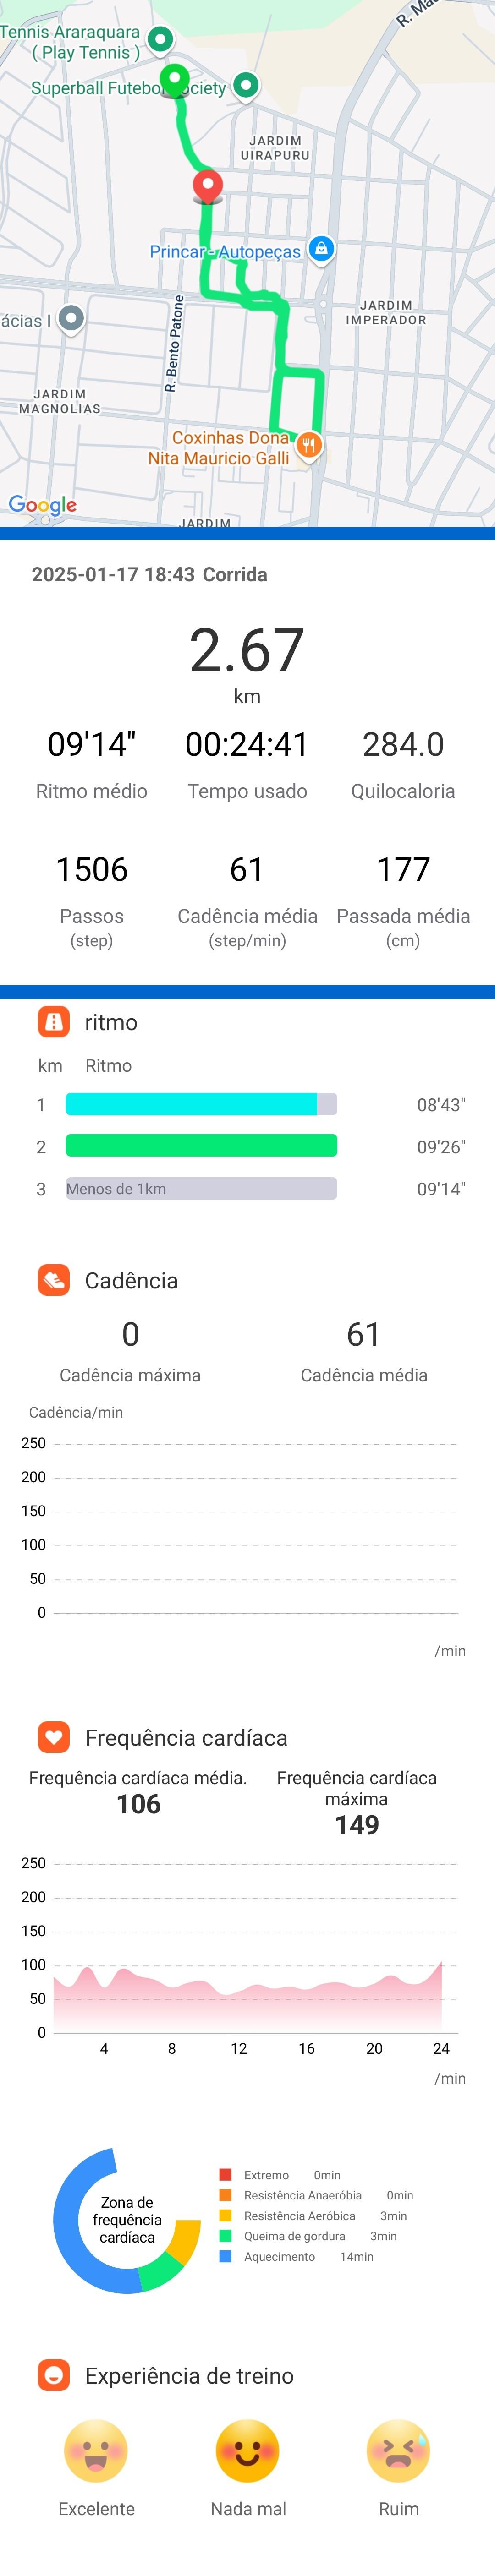 R. Mau
Tennis Araraquara
( Play Tennis )
Superball Futebol Society
JARDIM
UIRAPURU
Princar - Autopeças
ácias I
R. Bento Patone
JARDIM
IMPERADOR
JARDIM
MAGNOLIAS
Coxinhas Dona
Nita Mauricio Galli
Google
JARDIM
2025-01-17 18:43 Corrida
2.67
km
09'14" 00:24:41 284.0
Ritmo médio Tempo usado Quilocaloria
1506 61 177
Passos Cadência média Passada média
(step) (step/min) (cm)
ritmo
km Ritmo
1 08'43"
2 09'26"
3 Menos de 1km 09'14"
Cadência
0 61
Cadência máxima Cadência média
Cadência/min
250
200
150
100
50
0
/min
Frequência cardíaca
Frequência cardíaca média. Frequência cardíaca
máxima
106
149
250
200
150
100
50
0
4 8 12 16 20 24
/min
Zona de
frequência
cardíaca
Extremo 0min
Resistência Anaeróbia 0min
Resistência Aeróbica 3min
Queima de gordura 3min
Aquecimento 14min
Experiência de treino
Excelente Nada mal Ruim